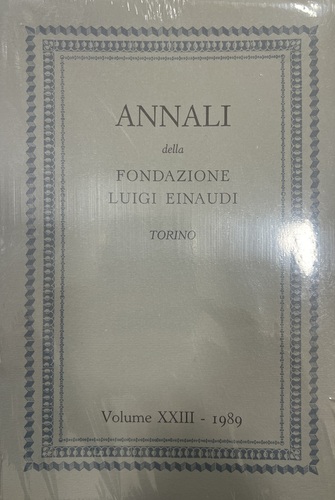 ANNALI
della
FONDAZIONE
LUIGI EINAUDI
TORINO
Volume XXIII - 1989